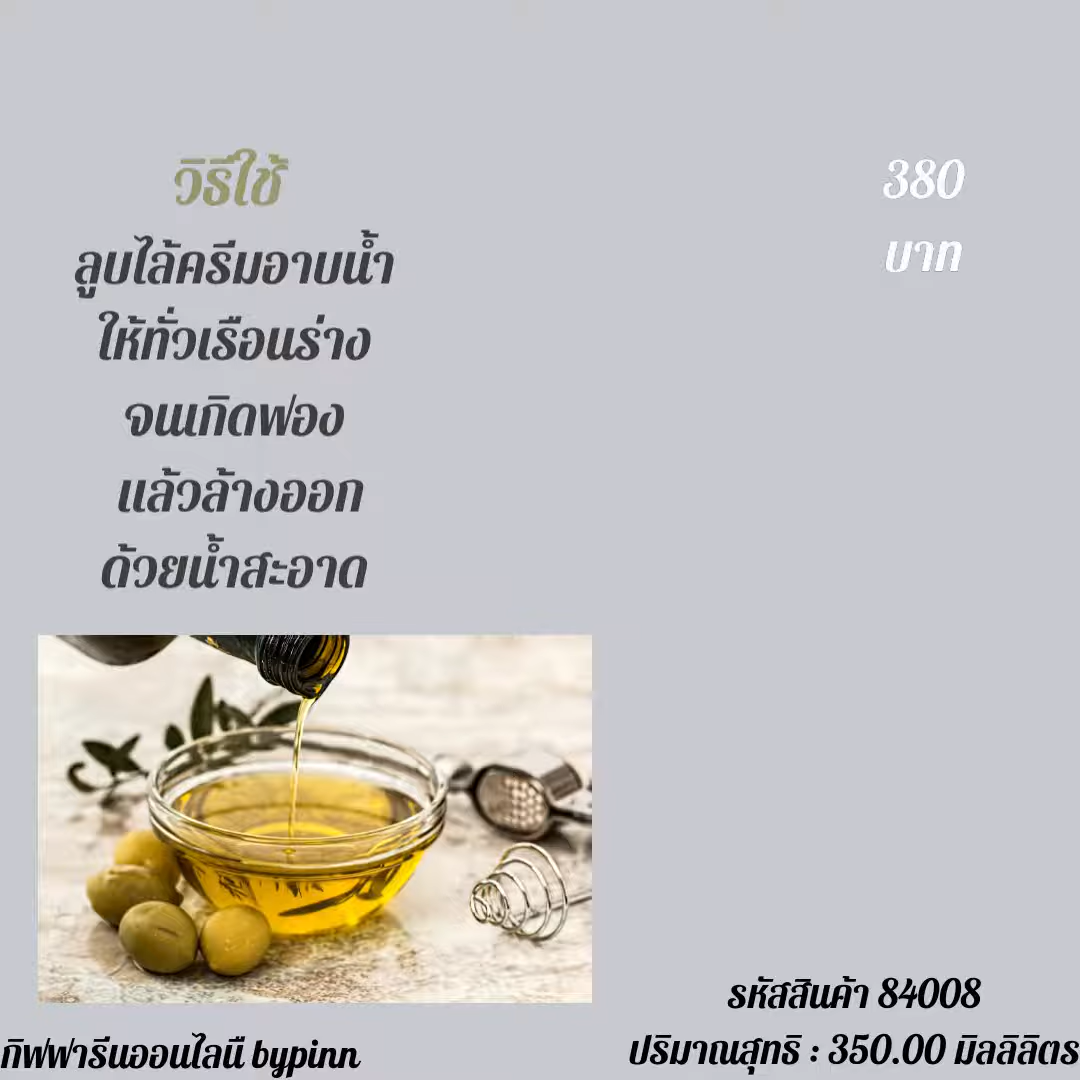 วิธีใช้
ลูบไล้ครีมอาบน้ำ
ให้ทั่วเรือนร่าง
จนเกิดฟอง
แล้วล้างออก
ด้วยน้ำสะอาด
380
บาท
รหัสสินค้า 84008
ปริมาณสุทธิ : 350.00 มิลลิลิตร
กิฟฟารีนออนไลน์ bypinn